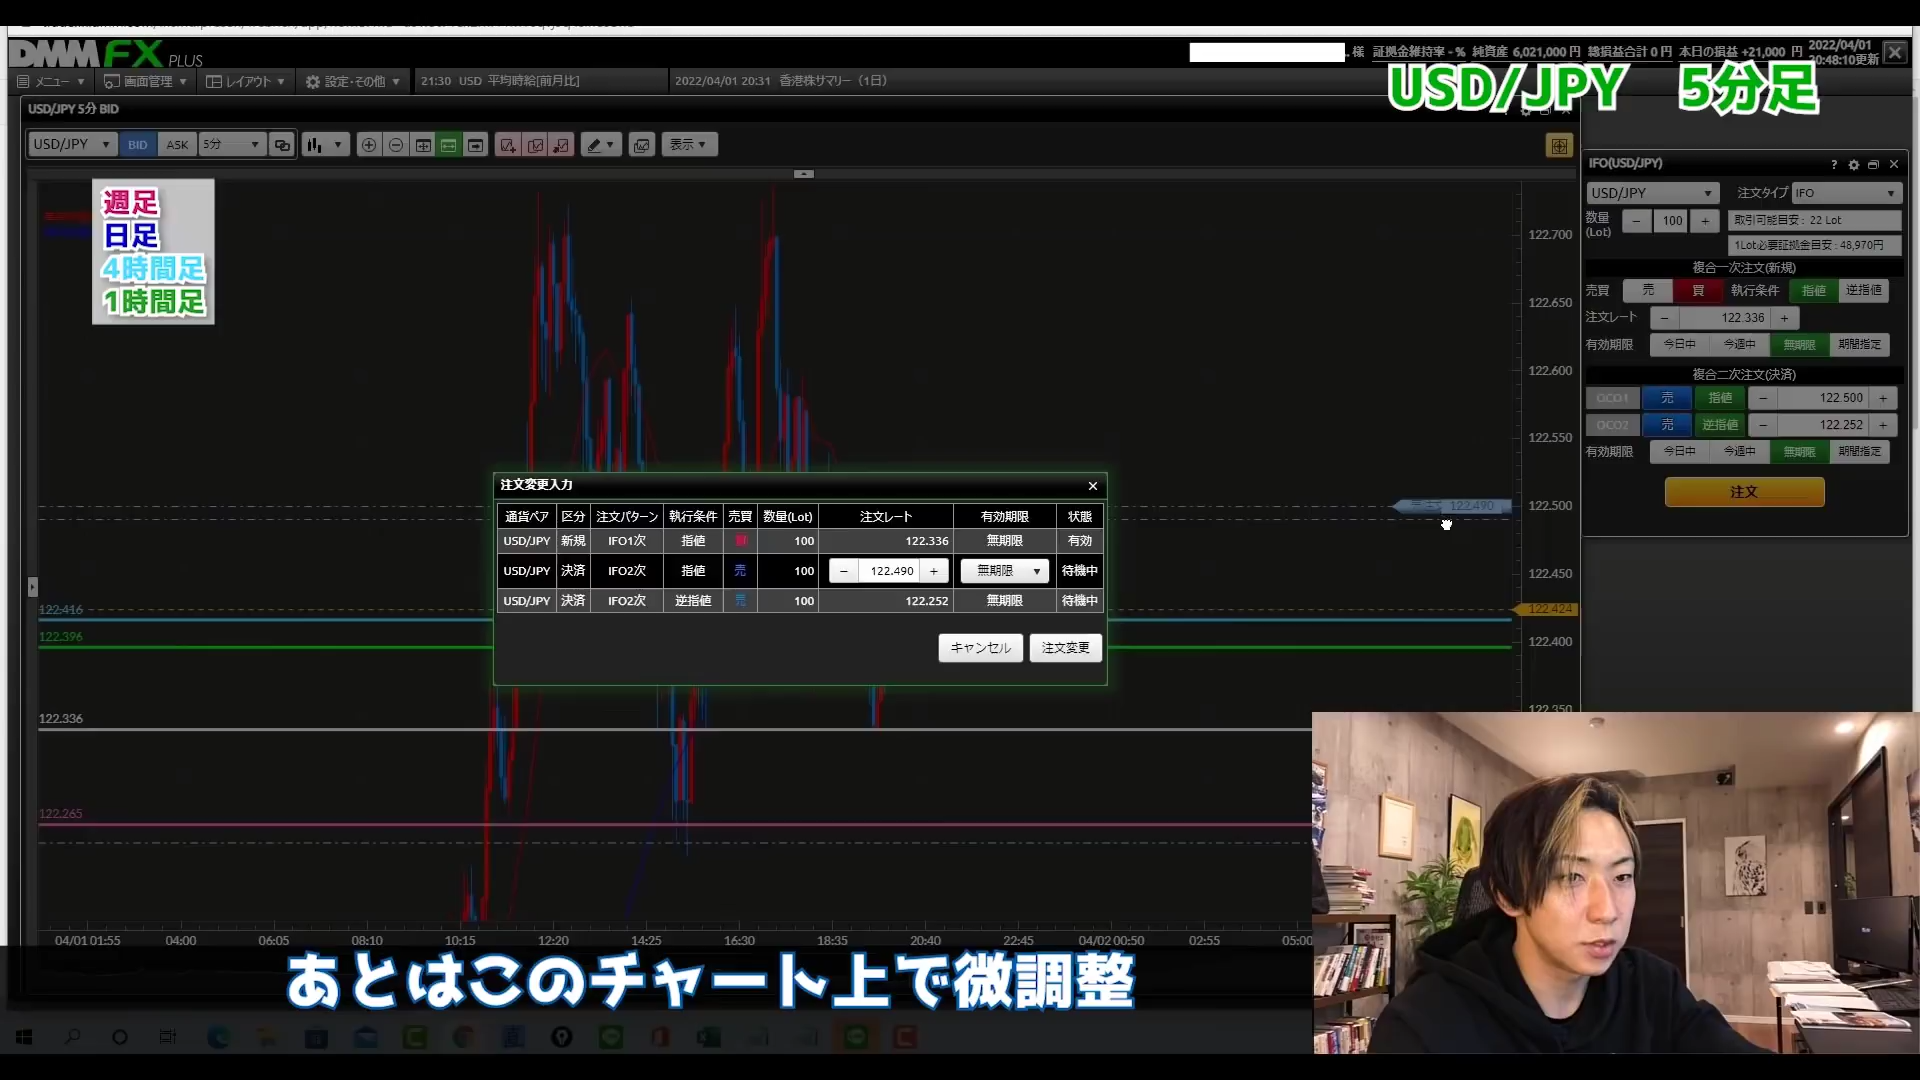 DMM FX PLUS
様 証拠金維持率 - % 純資産 6,021,000 円 総損益合計 0 円 本日の損益 +21,000 円
2022/04/01
20:48:10更新
メニュー 画面管理 レイアウト 設定・その他
21:30 USD 平均時給[前月比]
2022/04/01 20:31 香港株サマリー（1日）
USD/JPY 5分足
USD/JPY 5分 BID
USD/JPY BID ASK 5分 表示
週足
日足
4時間足
1時間足
122.700
122.650
122.600
122.550
122.500
122.450
122.424
122.400
122.350
122.490
122.416
122.396
122.336
122.265
注文変更入力
通貨ペア 区分 注文パターン 執行条件 売買 数量(Lot) 注文レート 有効期限 状態
USD/JPY 新規 IFO1次 指値 買 100 122.336 無期限 有効
USD/JPY 決済 IFO2次 指値 売 100 − 122.490 + 無期限 待機中
USD/JPY 決済 IFO2次 逆指値 売 100 122.252 無期限 待機中
キャンセル 注文変更
IFO(USD/JPY)
USD/JPY 注文タイプ IFO
数量(Lot) − 100 + 取引可能目安 : 22 Lot
1Lot必要証拠金目安 : 48,970円
複合一次注文(新規)
売買 売 買 執行条件 指値 逆指値
注文レート − 122.336 +
有効期限 今日中 今週中 無期限 期間指定
複合二次注文(決済)
OCO1 売 指値 − 122.500 +
OCO2 売 逆指値 − 122.252 +
有効期限 今日中 今週中 無期限 期間指定
注文
04/01 01:55 04:00 06:05 08:10 10:15 12:20 14:25 16:30 18:35 20:40 22:45 04/02 00:50 02:55 05:00
あとはこのチャート上で微調整